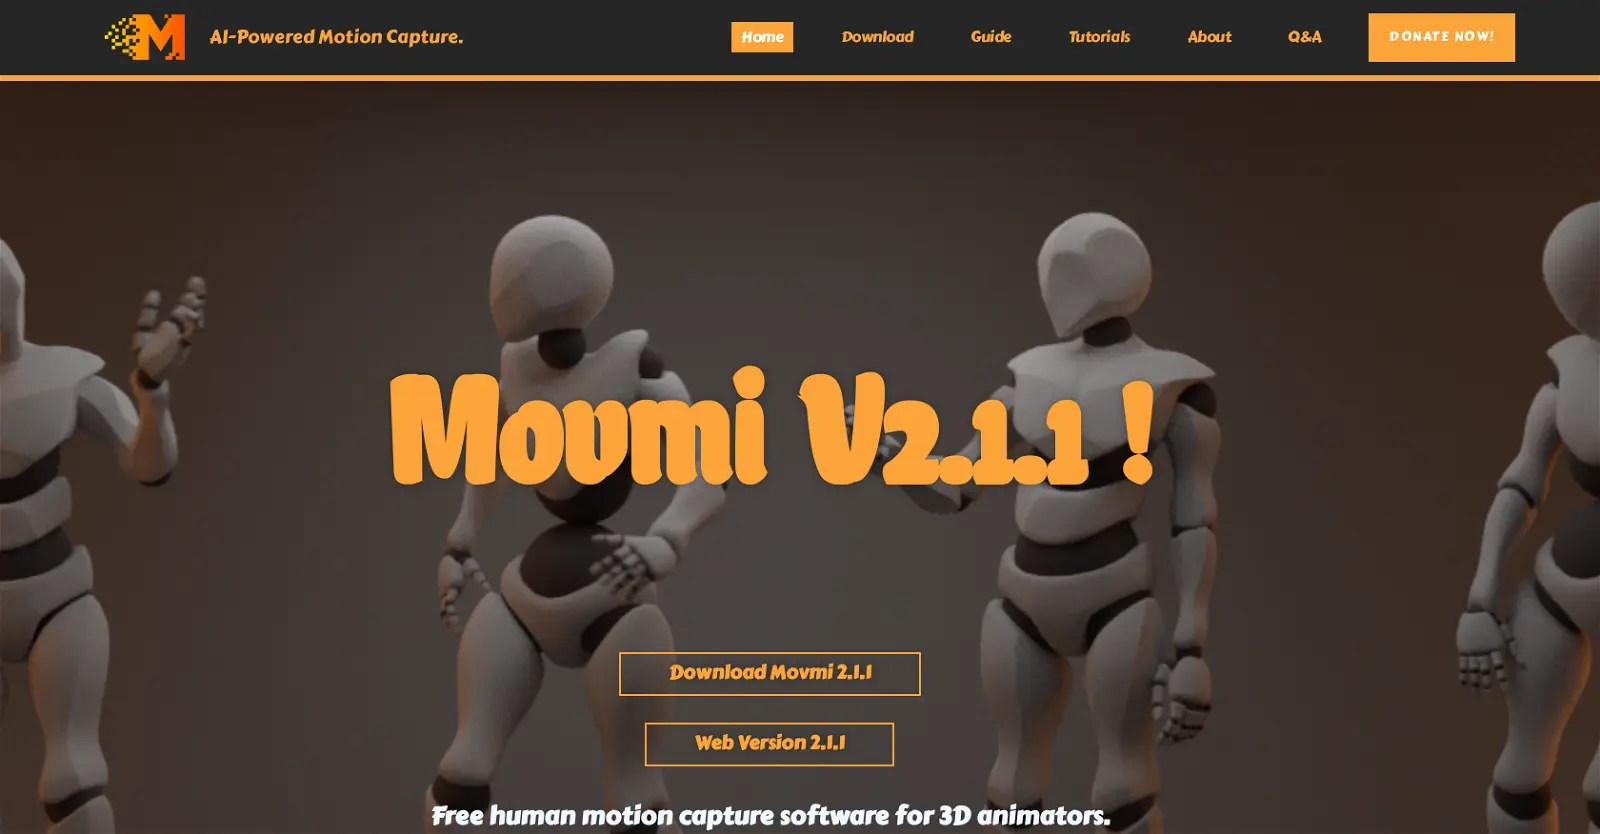 M
AI-Powered Motion Capture.
Home
Download
Guide
Tutorials
About
Q&A
DONATE NOW!
Movmi V2.1.1 !
Download Movmi 2.1.1
Web Version 2.1.1
Free human motion capture software for 3D animators.